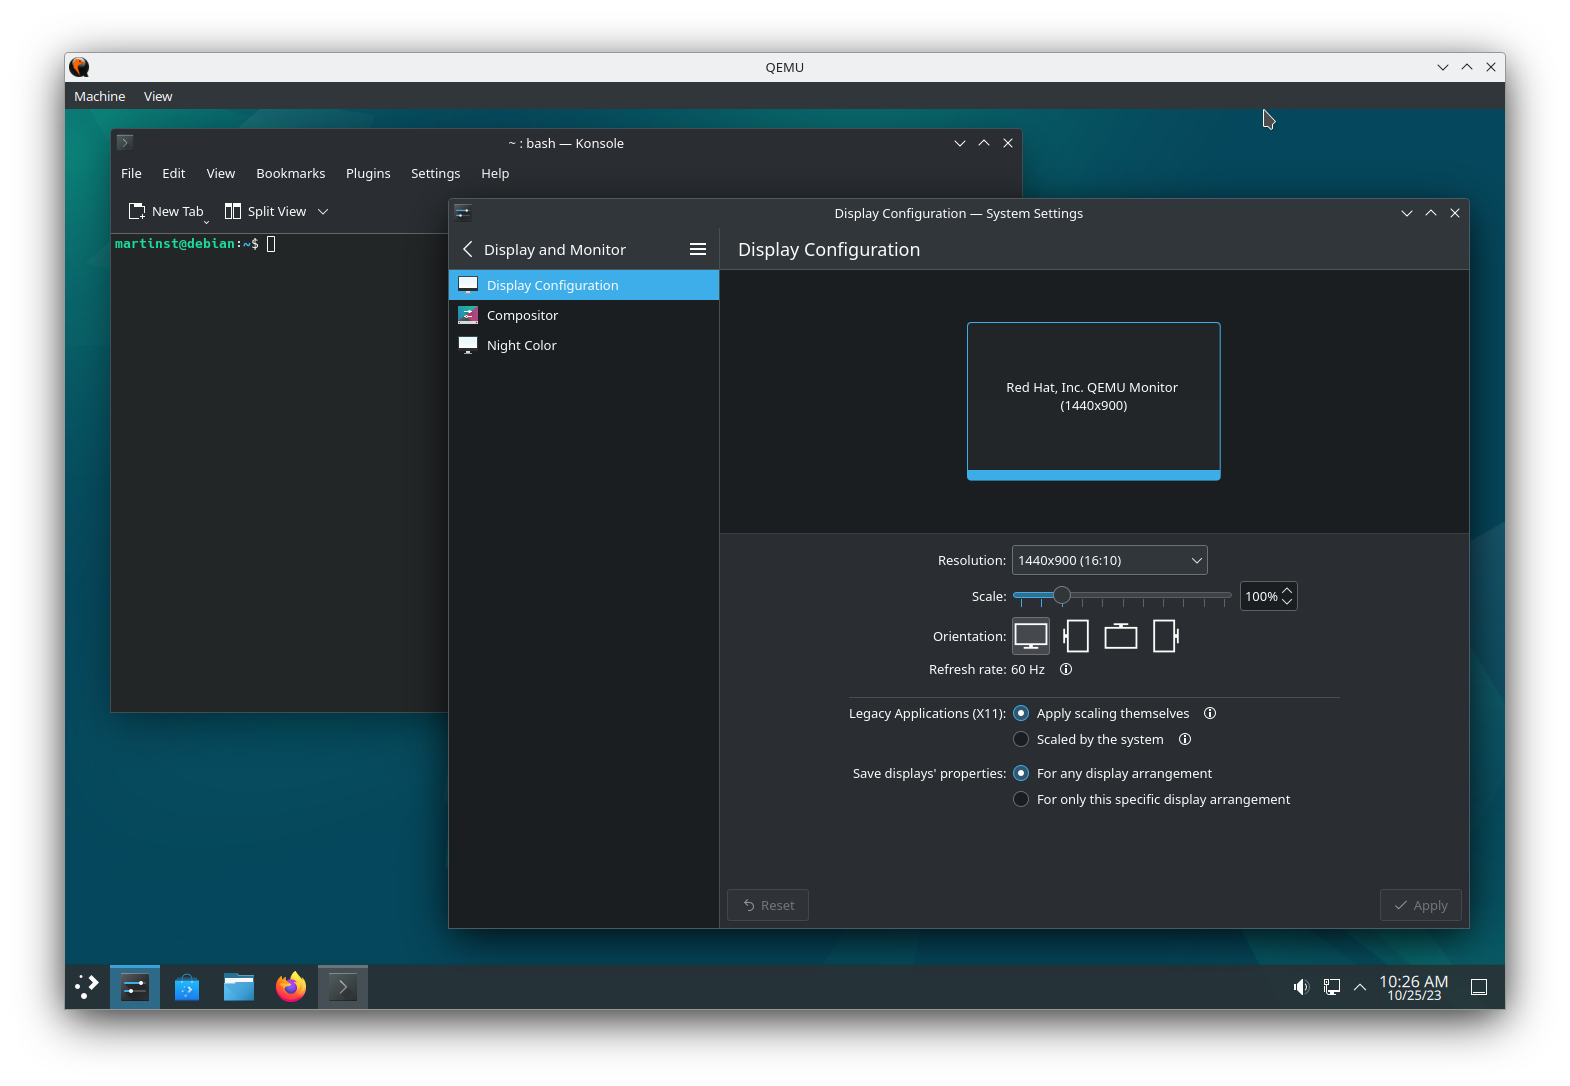 QEMU
Machine View
~ : bash — Konsole
File Edit View Bookmarks Plugins Settings Help
New Tab Split View
martinst@debian:~$
Display Configuration — System Settings
Display and Monitor
Display Configuration
Display Configuration
Compositor
Night Color
Red Hat, Inc. QEMU Monitor
(1440x900)
Resolution: 1440x900 (16:10)
Scale: 100%
Orientation:
Refresh rate: 60 Hz
Legacy Applications (X11): Apply scaling themselves
Scaled by the system
Save displays' properties: For any display arrangement
For only this specific display arrangement
Reset
Apply
10:26 AM
10/25/23